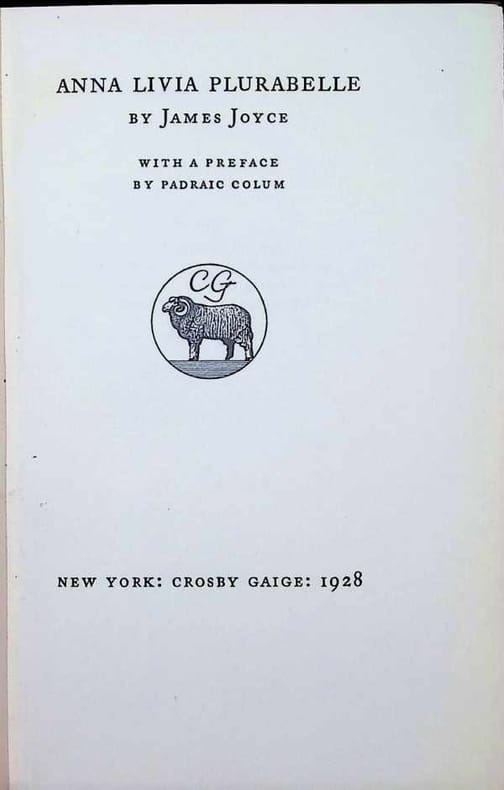 ANNA LIVIA PLURABELLE
BY JAMES JOYCE
WITH A PREFACE
BY PADRAIC COLUM
CG
NEW YORK: CROSBY GAIGE: 1928